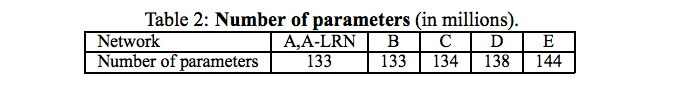 Table 2: Number of parameters (in millions).
Network A,A-LRN B C D E
Number of parameters 133 133 134 138 144